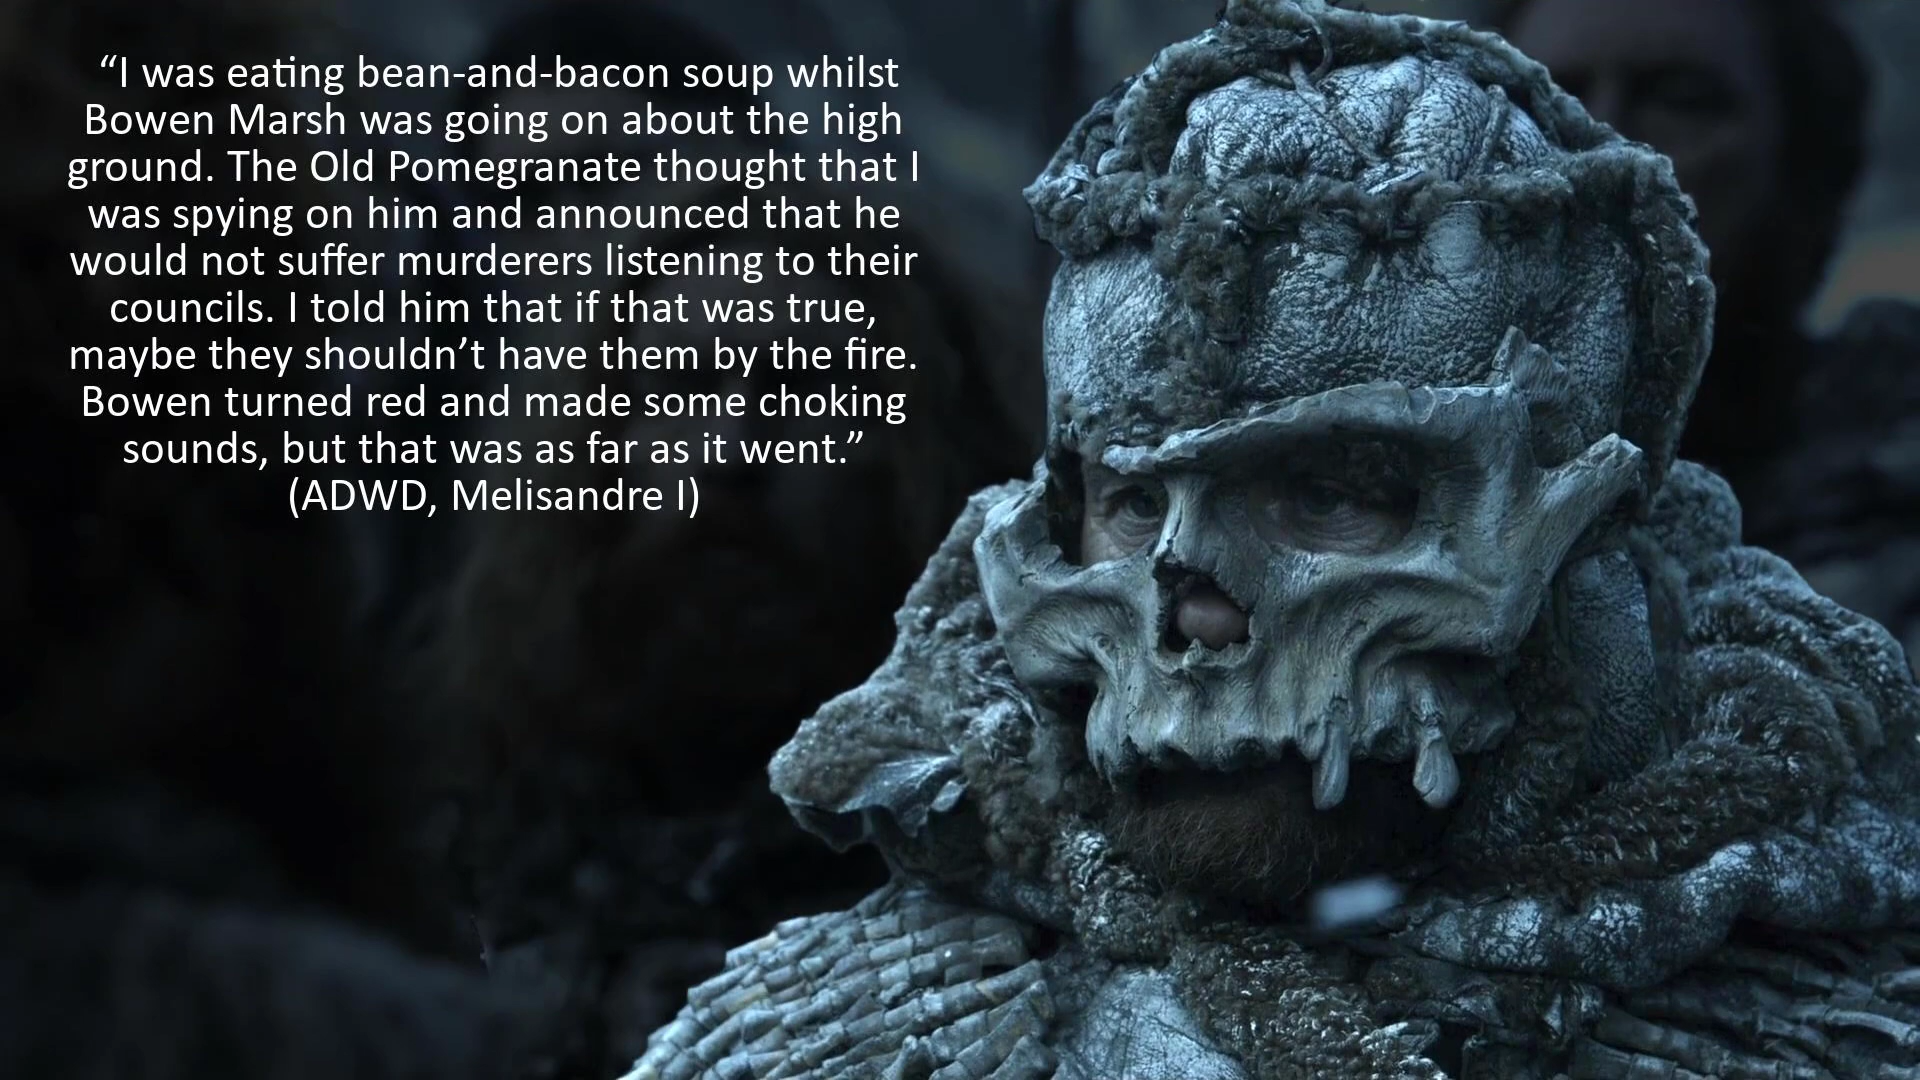 “I was eating bean-and-bacon soup whilst
Bowen Marsh was going on about the high
ground. The Old Pomegranate thought that I
was spying on him and announced that he
would not suffer murderers listening to their
councils. I told him that if that was true,
maybe they shouldn’t have them by the fire.
Bowen turned red and made some choking
sounds, but that was as far as it went.”
(ADWD, Melisandre I)